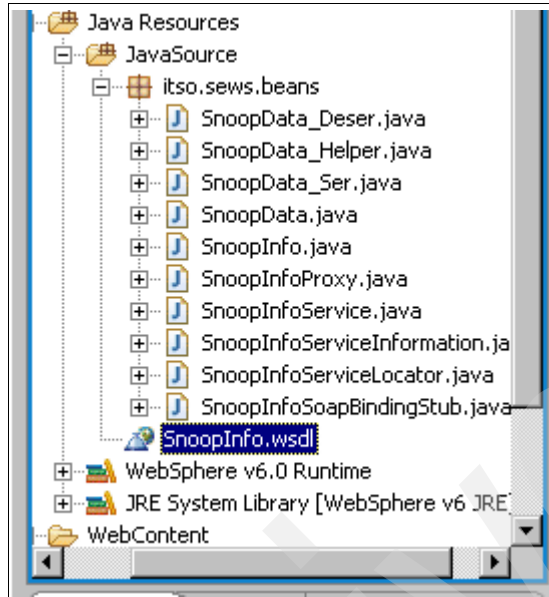 Java Resources
JavaSource
itso.sews.beans
SnoopData_Deser.java
SnoopData_Helper.java
SnoopData_Ser.java
SnoopData.java
SnoopInfo.java
SnoopInfoProxy.java
SnoopInfoService.java
SnoopInfoServiceInformation.ja
SnoopInfoServiceLocator.java
SnoopInfoSoapBindingStub.java
SnoopInfo.wsdl
WebSphere v6.0 Runtime
JRE System Library [WebSphere v6 JRE]
WebContent